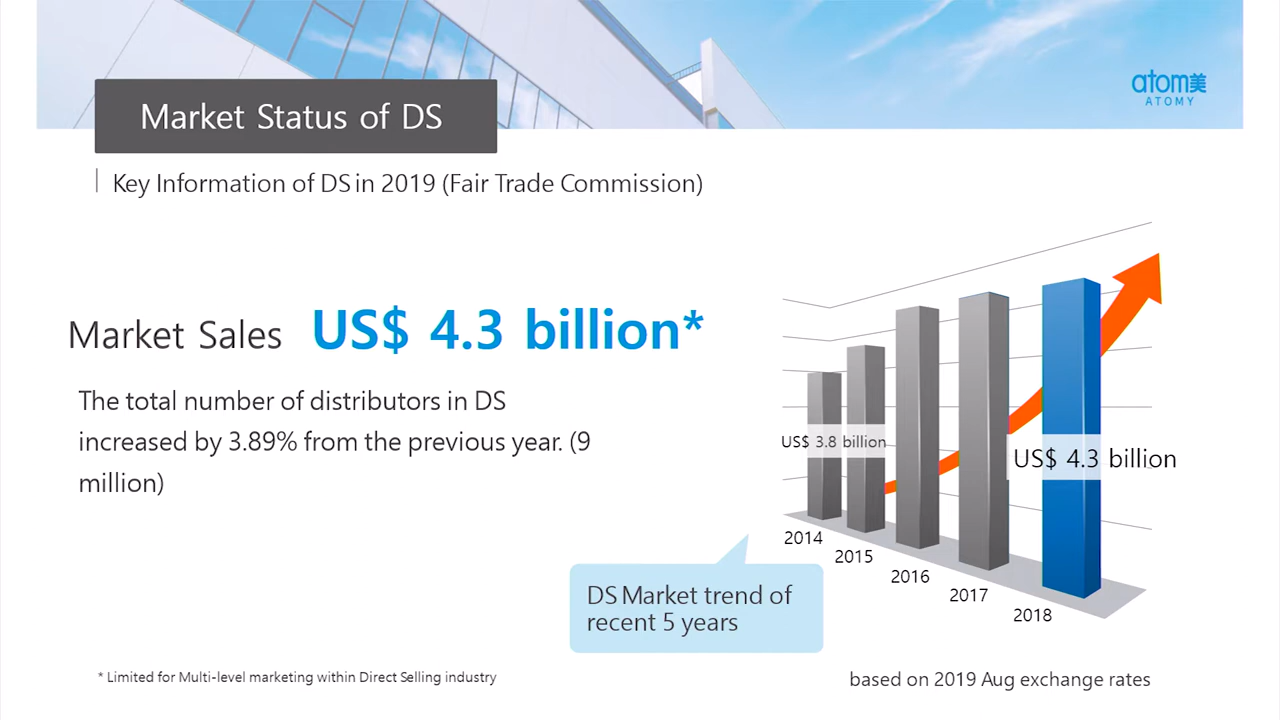 atom美
ATOMY
Market Status of DS
Key Information of DS in 2019 (Fair Trade Commission)
Market Sales US$ 4.3 billion*
The total number of distributors in DS
increased by 3.89% from the previous year. (9
million)
US$ 3.8 billion
US$ 4.3 billion
2014
2015
2016
2017
2018
DS Market trend of
recent 5 years
* Limited for Multi-level marketing within Direct Selling industry
based on 2019 Aug exchange rates